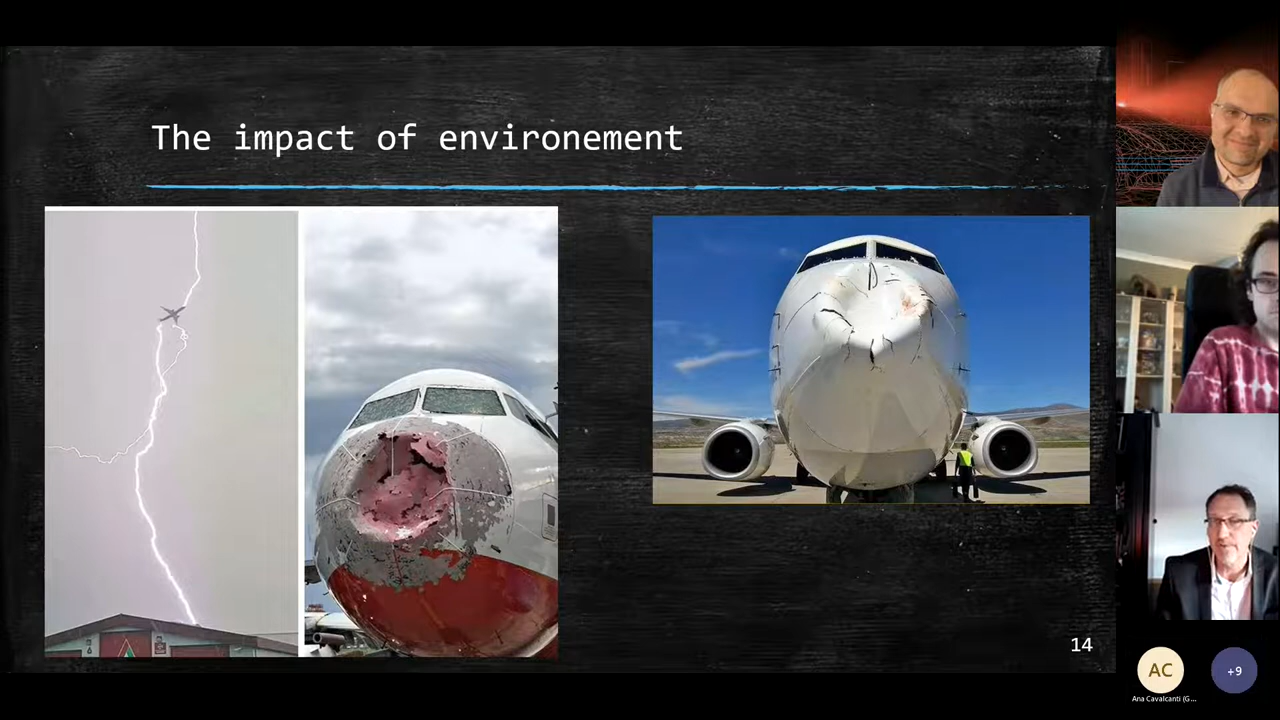 The impact of environement
14
AC
+9
Ana Cavalcanti (G...